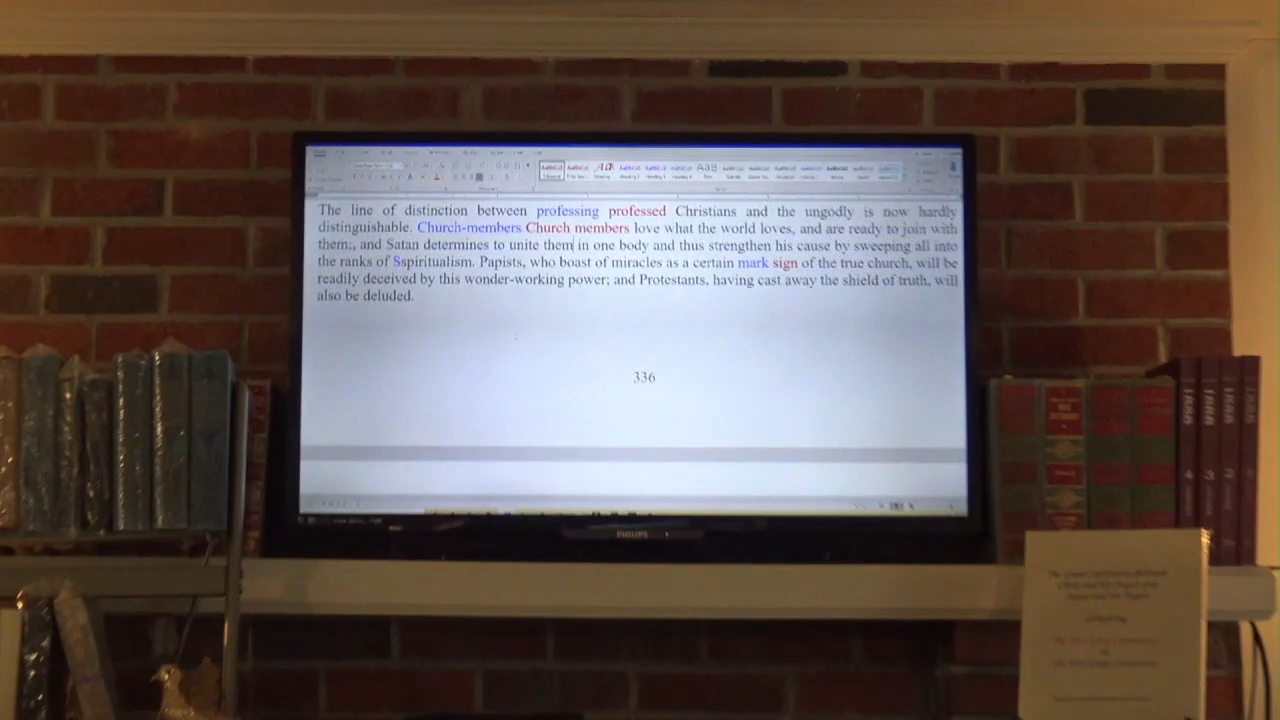 The line of distinction between professing professed Christians and the ungodly is now hardly
distinguishable. Church-members Church members love what the world loves, and are ready to join with
them;, and Satan determines to unite them in one body and thus strengthen his cause by sweeping all into
the ranks of Sspiritualism. Papists, who boast of miracles as a certain mark sign of the true church, will be
readily deceived by this wonder-working power; and Protestants, having cast away the shield of truth, will
also be deluded.
336
PHILIPS
1888
1888
1888
1888